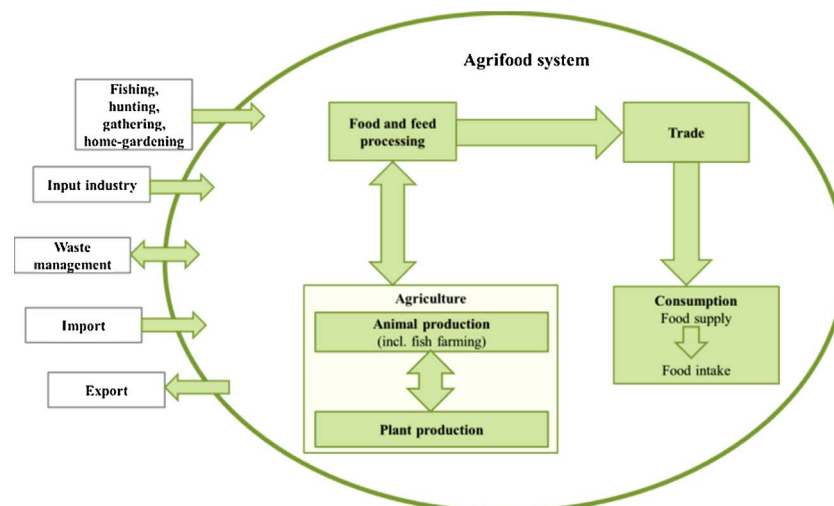 Agrifood system
Fishing,
hunting,
gathering,
home-gardening
Input industry
Waste
management
Import
Export
Food and feed
processing
Trade
Agriculture
Animal production
(incl. fish farming)
Plant production
Consumption
Food supply
Food intake